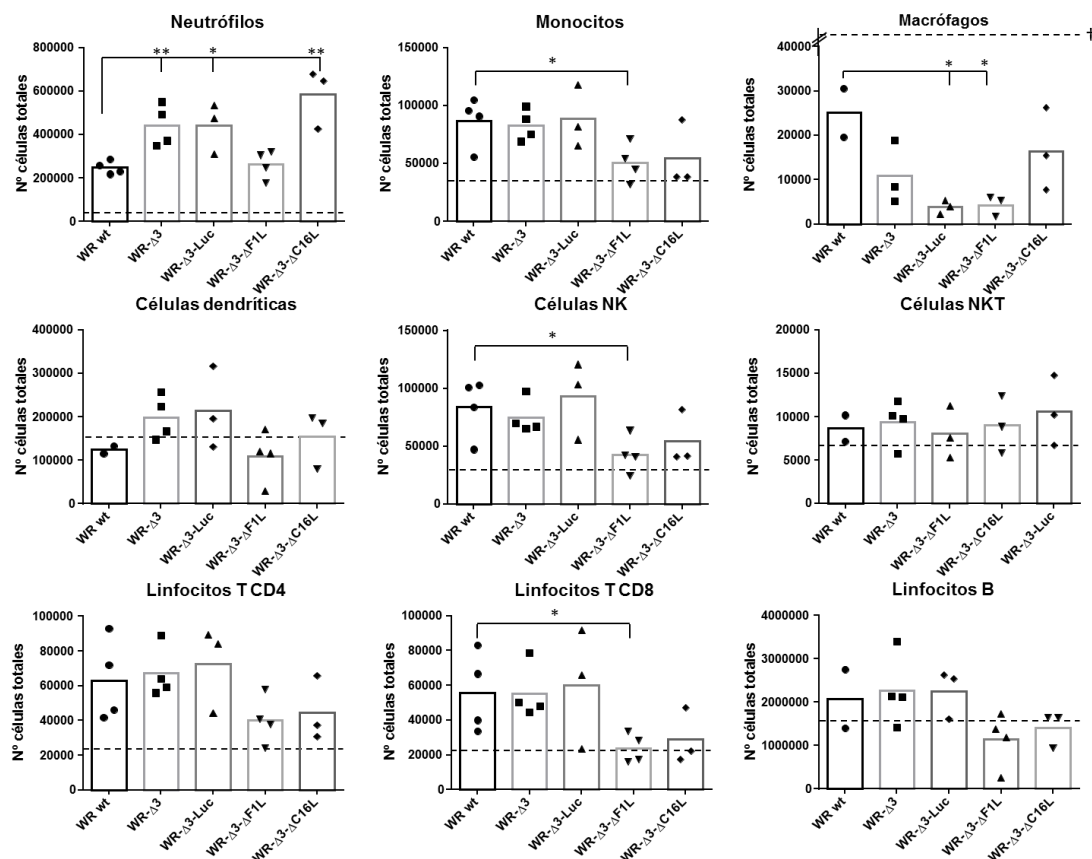 Neutrófilos
Nº células totales
800000
600000
400000
200000
0
** * **
WR wt
WR-Δ3
WR-Δ3-Luc
WR-Δ3-ΔF1L
WR-Δ3-ΔC16L
Monocitos
Nº células totales
150000
100000
50000
0
*
WR wt
WR-Δ3
WR-Δ3-Luc
WR-Δ3-ΔF1L
WR-Δ3-ΔC16L
Macrófagos
Nº células totales
40000
30000
20000
10000
0
* *
WR wt
WR-Δ3
WR-Δ3-Luc
WR-Δ3-ΔF1L
WR-Δ3-ΔC16L
Células dendríticas
Nº células totales
400000
300000
200000
100000
0
WR wt
WR-Δ3
WR-Δ3-Luc
WR-Δ3-ΔF1L
WR-Δ3-ΔC16L
Células NK
Nº células totales
150000
100000
50000
0
*
WR wt
WR-Δ3
WR-Δ3-Luc
WR-Δ3-ΔF1L
WR-Δ3-ΔC16L
Células NKT
Nº células totales
20000
15000
10000
5000
0
WR wt
WR-Δ3
WR-Δ3-ΔF1L
WR-Δ3-ΔC16L
WR-Δ3-Luc
Linfocitos T CD4
Nº células totales
100000
80000
60000
40000
20000
0
WR wt
WR-Δ3
WR-Δ3-Luc
WR-Δ3-ΔF1L
WR-Δ3-ΔC16L
Linfocitos T CD8
Nº células totales
100000
80000
60000
40000
20000
0
*
WR wt
WR-Δ3
WR-Δ3-Luc
WR-Δ3-ΔF1L
WR-Δ3-ΔC16L
Linfocitos B
Nº células totales
4000000
3000000
2000000
1000000
0
WR wt
WR-Δ3
WR-Δ3-Luc
WR-Δ3-ΔF1L
WR-Δ3-ΔC16L